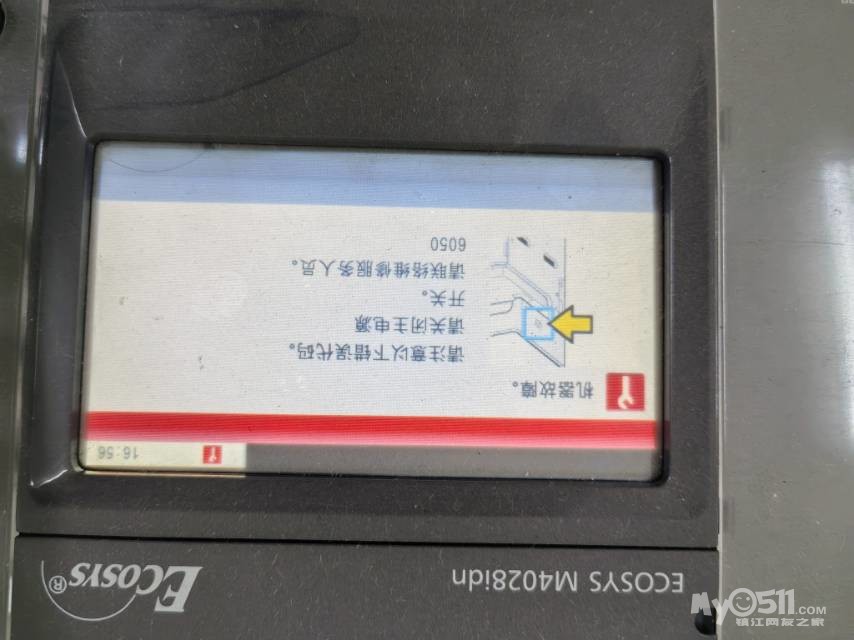 ECOSYS M4028idn ECOSYS®
16:56
机器故障。
请注意以下错误代码。
请关闭主电源
开关。
请联络维修服务人员。
6050
My0511.com
镇江网友之家